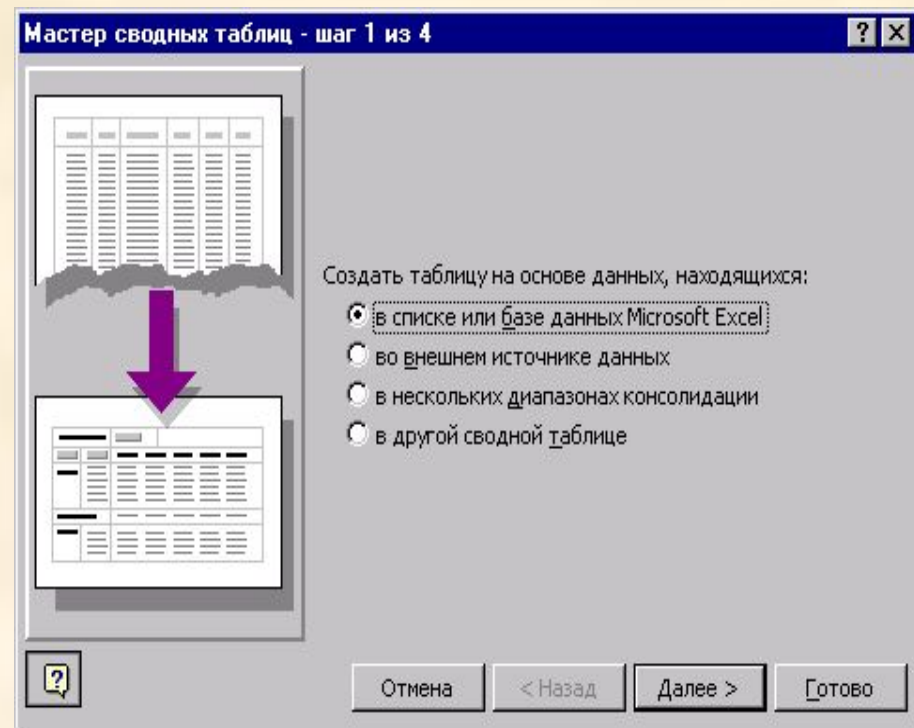 Мастер сводных таблиц - шаг 1 из 4
Создать таблицу на основе данных, находящихся:
в списке или базе данных Microsoft Excel
во внешнем источнике данных
в нескольких диапазонах консолидации
в другой сводной таблице
Отмена
< Назад
Далее >
Готово